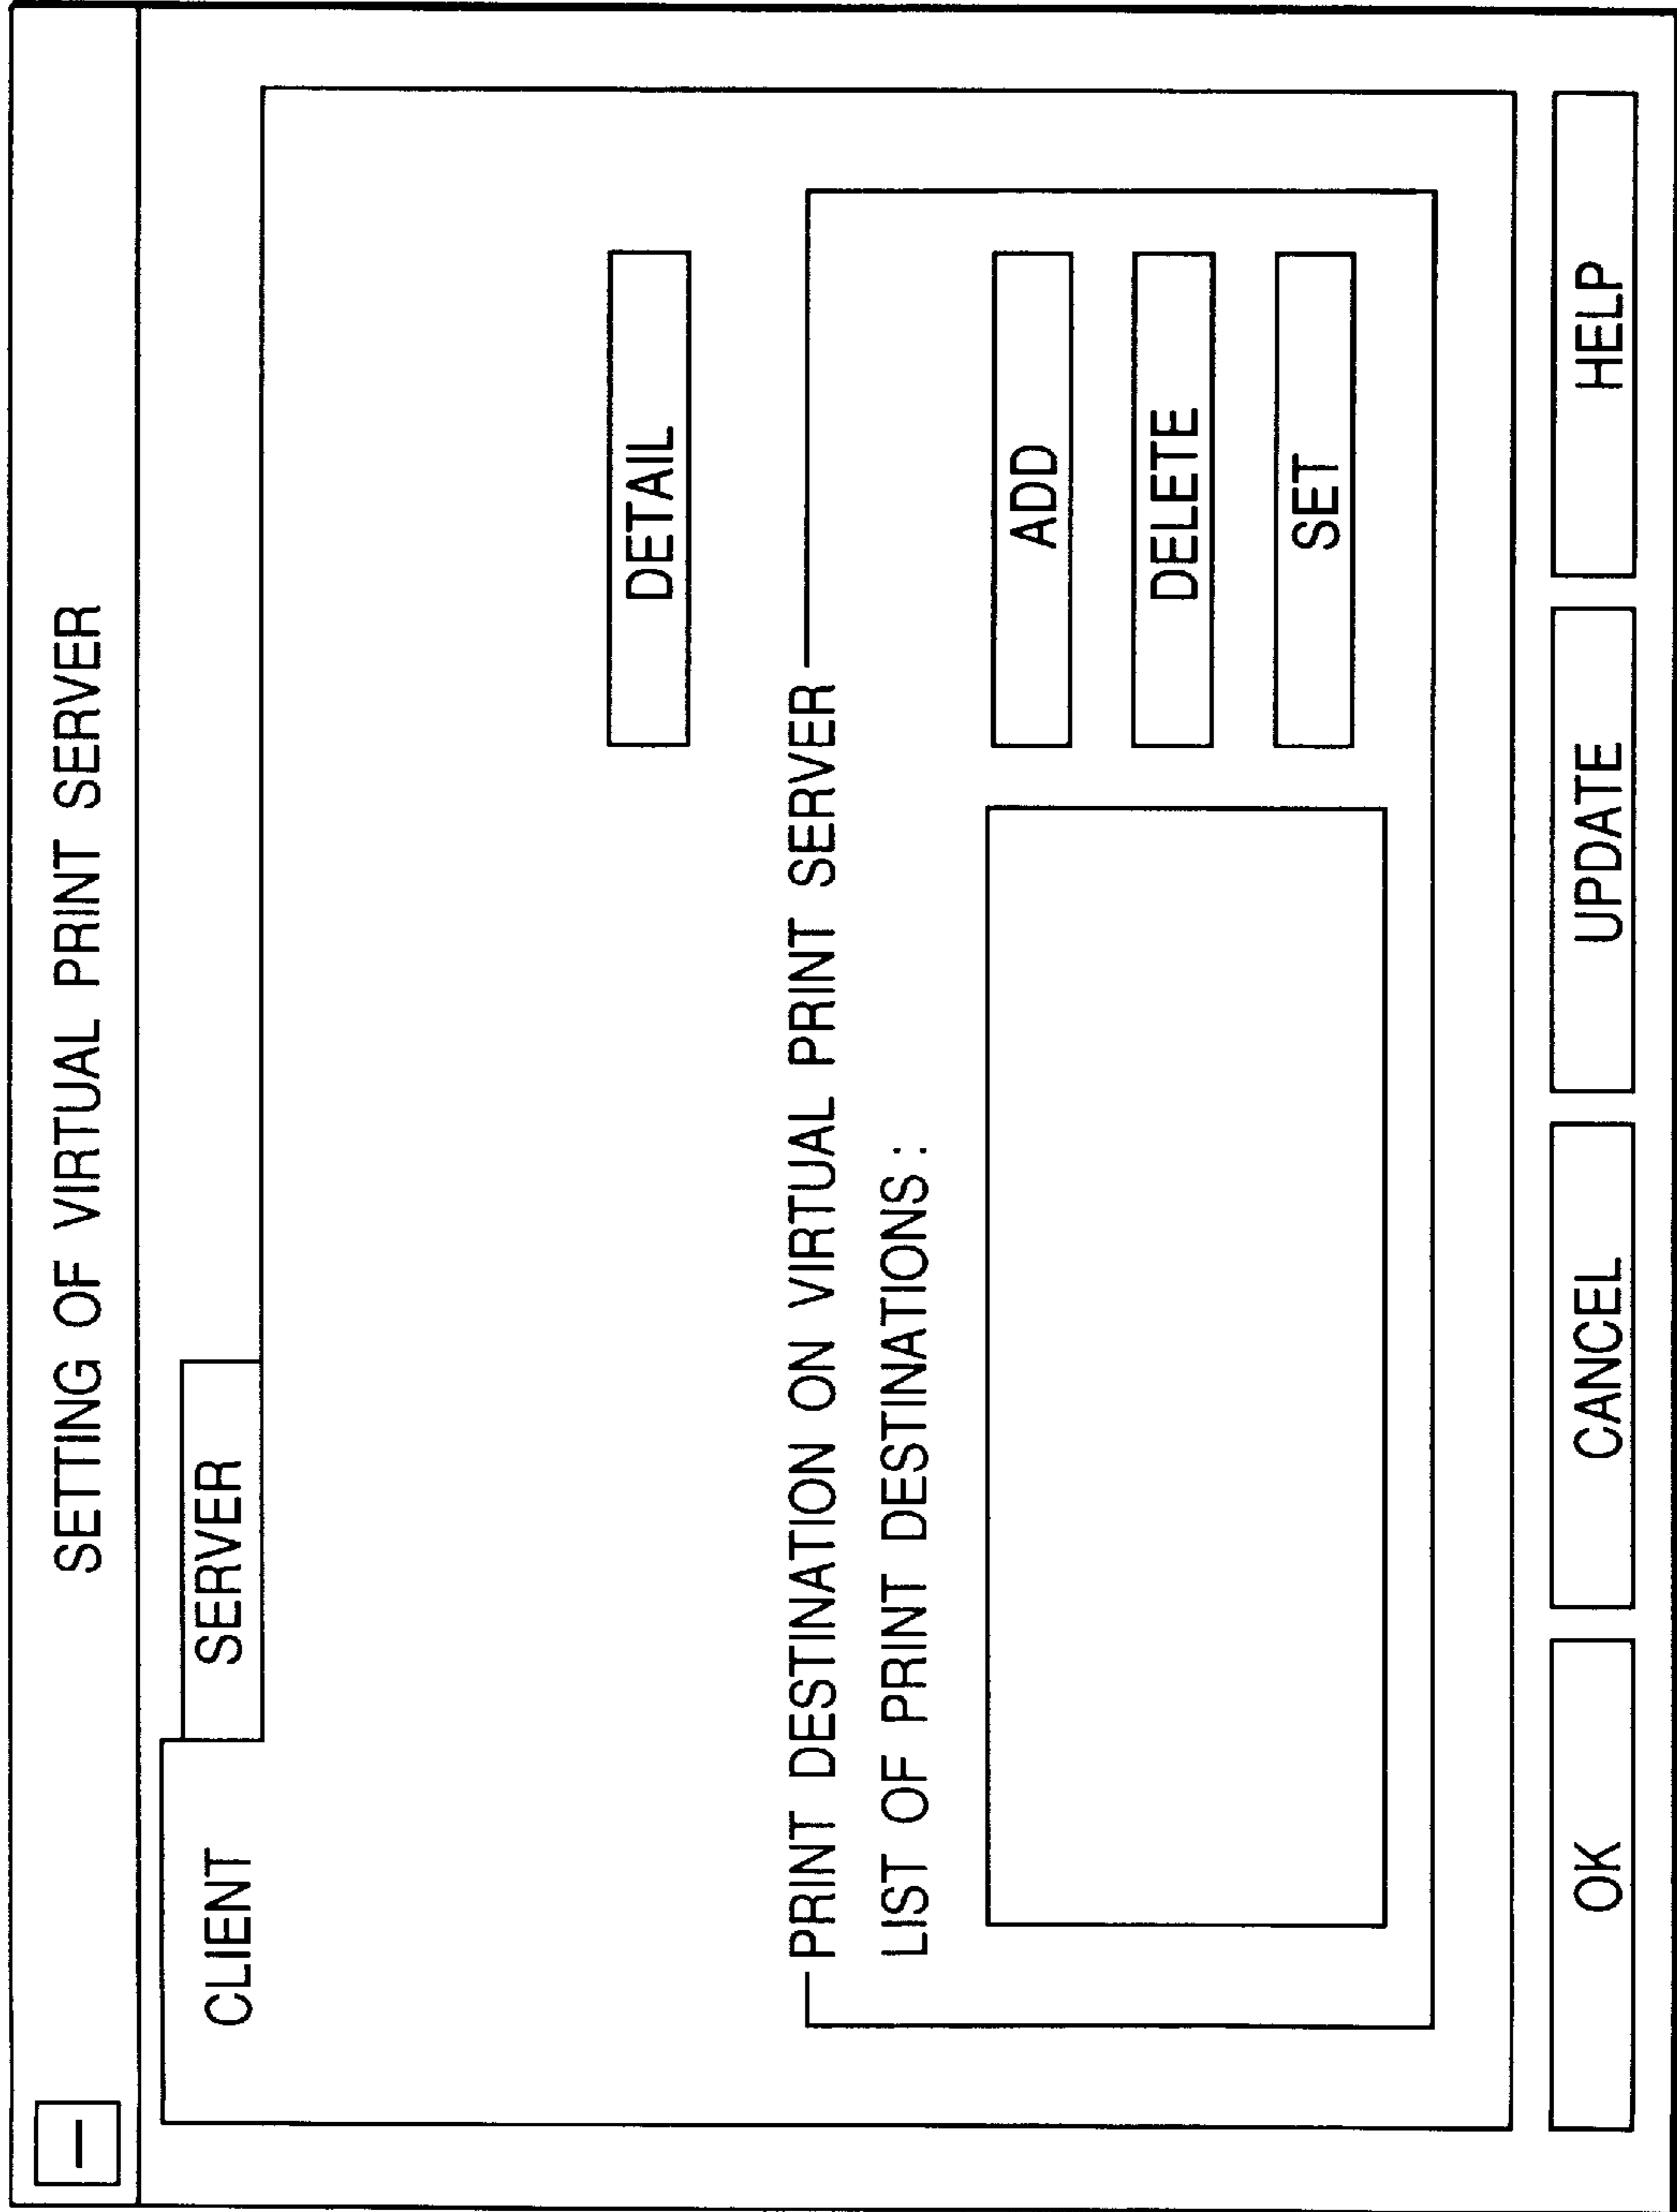 SETTING OF VIRTUAL PRINT SERVER
CLIENT
SERVER
DETAIL
PRINT DESTINATION ON VIRTUAL PRINT SERVER
LIST OF PRINT DESTINATIONS :
ADD
DELETE
SET
OK
CANCEL
UPDATE
HELP